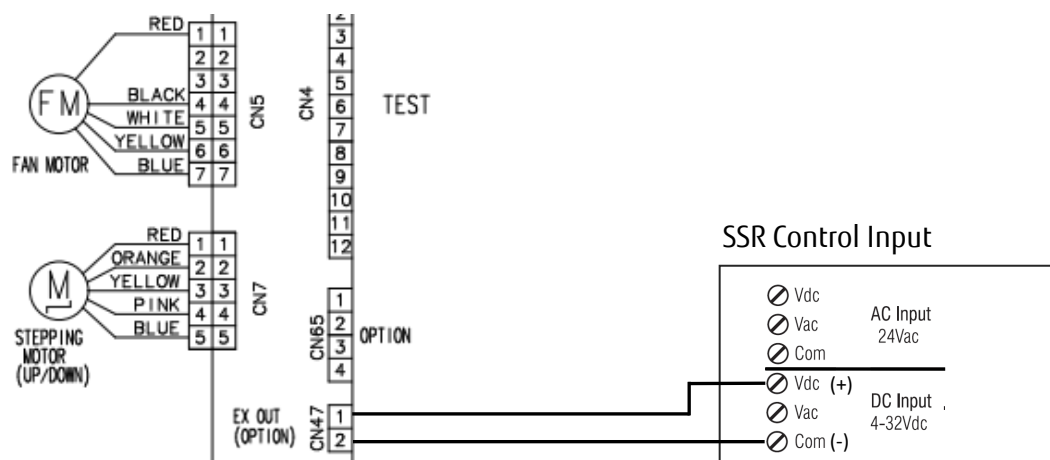 RED
1 1
2 2
3 3
BLACK 4 4
WHITE 5 5
YELLOW 6 6
BLUE 7 7
FM
FAN MOTOR
CN5
RED 1 1
ORANGE 2 2
YELLOW 3 3
PINK 4 4
BLUE 5 5
M
STEPPING
MOTOR
(UP/DOWN)
CN7
2
3
4
5
6
7
8
9
10
11
12
CN4
TEST
1
2
3
4
CN65
OPTION
EX OUT
(OPTION)
CN47
1
2
SSR Control Input
Vdc
Vac
Com
AC Input
24Vac
Vdc (+)
Vac
Com (-)
DC Input
4-32Vdc